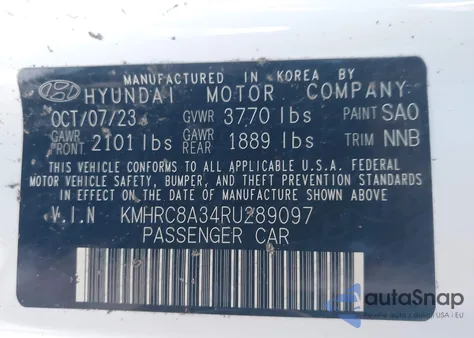 MANUFACTURED IN KOREA BY
HYUNDAI MOTOR COMPANY
OCT/07/23 GVWR 3770 lbs PAINT SAO
GAWR FRONT 2101 lbs GAWR REAR 1889 lbs TRIM NNB
THIS VEHICLE CONFORMS TO ALL APPLICABLE U.S.A. FEDERAL
MOTOR VEHICLE SAFETY, BUMPER, AND THEFT PREVENTION
STANDARDS IN EFFECT ON THE DATE OF MANUFACTURE SHOWN ABOVE.
V.I.N KMHRC8A34RU289097
PASSENGER CAR
autoSnap